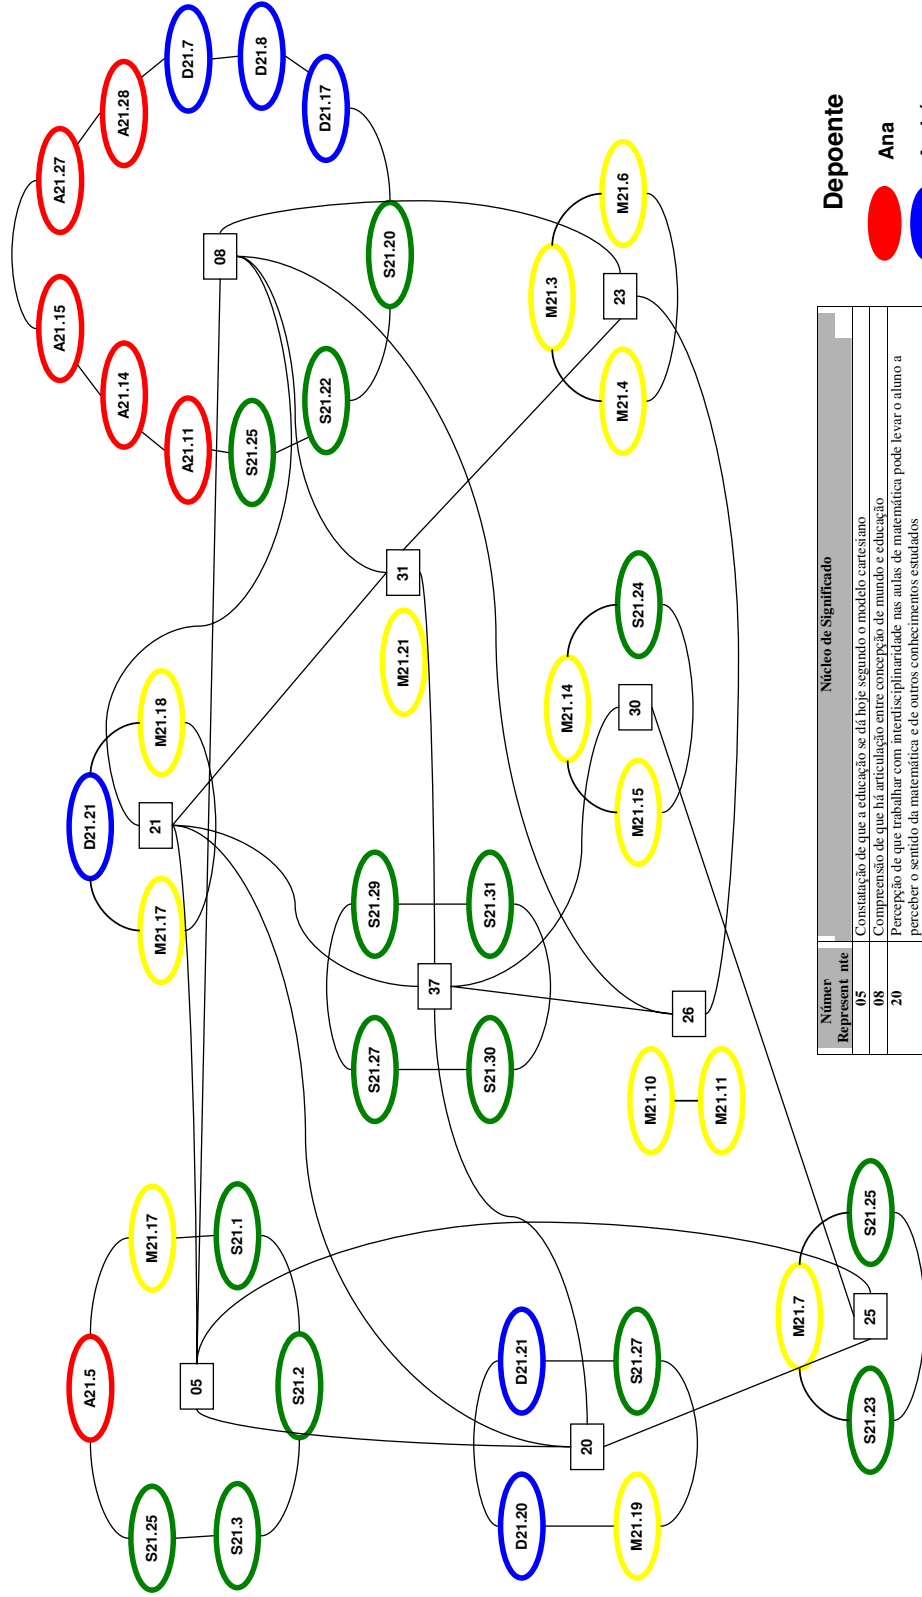 A21.15
A21.27
A21.5
D21.21
A21.14
A21.28
S21.25
M21.17
M21.17
21
M21.18
A21.11
D21.7
05
08
S21.3
S21.1
S21.25
D21.8
S21.2
S21.22
D21.17
S21.27
S21.29
S21.20
M21.21
31
37
S21.30
S21.31
D21.20
D21.21
M21.3
M21.14
20
M21.4
23
M21.6
M21.19
S21.27
M21.15
30
S21.24
M21.10
26
M21.11
M21.7
S21.23
25
S21.25
Númer Represent nte
Núcleo de Significado
05 Constatação de que a educação se dá hoje segundo o modelo cartesiano
08 Compreensão de que há articulação entre concepção de mundo e educação
20 Percepção de que trabalhar com interdisciplinaridade nas aulas de matemática pode levar o aluno a
perceber o sentido da matemática e de outros conhecimentos estudados
Depoente
Ana